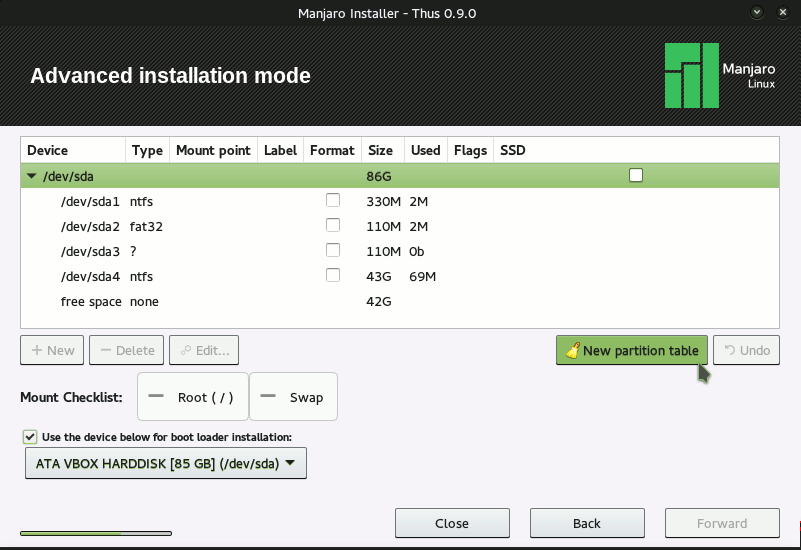 Manjaro Installer - Thus 0.9.0
Advanced installation mode
Manjaro
Linux
Device Type Mount point Label Format Size Used Flags SSD
/dev/sda 86G
/dev/sda1 ntfs 330M 2M
/dev/sda2 fat32 110M 2M
/dev/sda3 ? 110M 0b
/dev/sda4 ntfs 43G 69M
free space none 42G
New Delete Edit... New partition table Undo
Mount Checklist: Root ( / ) Swap
Use the device below for boot loader installation:
ATA VBOX HARDDISK [85 GB] (/dev/sda)
Close Back Forward